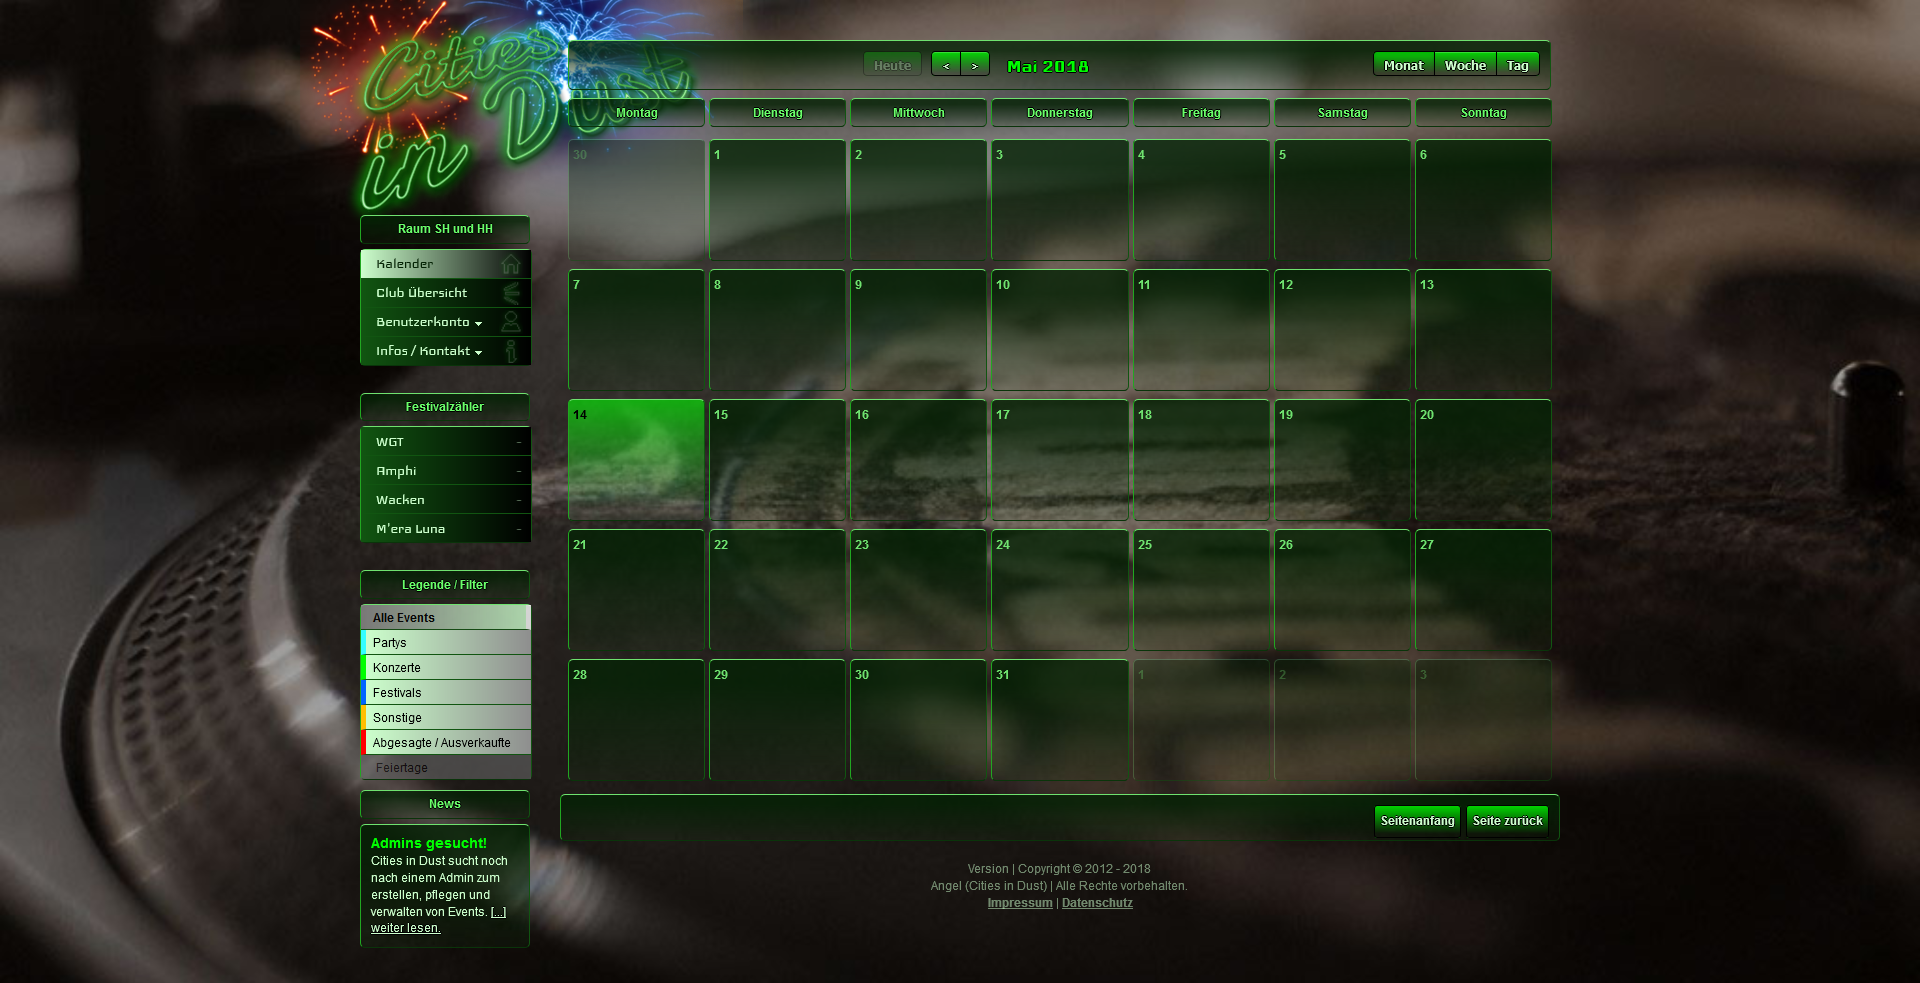 Cities
in Dust
Heute < > Mai 2018 Monat Woche Tag
Montag Dienstag Mittwoch Donnerstag Freitag Samstag Sonntag
30 1 2 3 4 5 6
7 8 9 10 11 12 13
14 15 16 17 18 19 20
21 22 23 24 25 26 27
28 29 30 31 1 2 3
Raum SH und HH
Kalender
Club Übersicht
Benutzerkonto
Infos / Kontakt
Festivalzähler
WGT -
Amphi -
Wacken -
M'era Luna -
Legende / Filter
Alle Events
Partys
Konzerte
Festivals
Sonstige
Abgesagte / Ausverkaufte
Feiertage
News
Admins gesucht!
Cities in Dust sucht noch
nach einem Admin zum
erstellen, pflegen und
verwalten von Events. [...]
weiter lesen.
Seitenanfang Seite zurück
Version | Copyright © 2012 - 2018
Angel (Cities in Dust) | Alle Rechte vorbehalten.
Impressum | Datenschutz